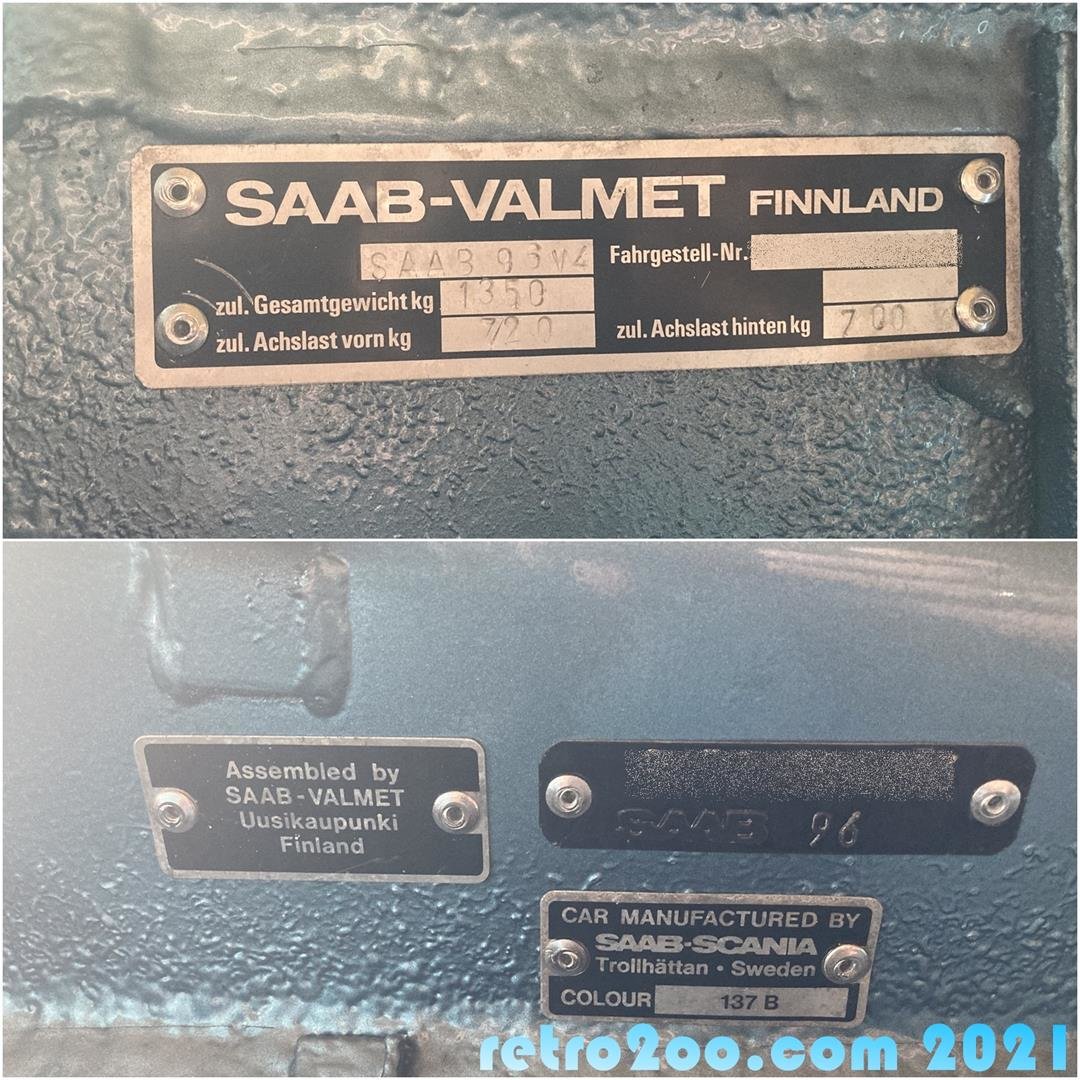 SAAB-VALMET FINNLAND
SAAB 96V4 Fahrgestell-Nr.
zul. Gesamtgewicht kg 1350
zul. Achslast vorn kg 720 zul. Achslast hinten kg 700
Assembled by
SAAB-VALMET
Uusikaupunki
Finland
SAAB 96
CAR MANUFACTURED BY
SAAB-SCANIA
Trollhättan · Sweden
COLOUR 137 B
retro2oo.com 2021